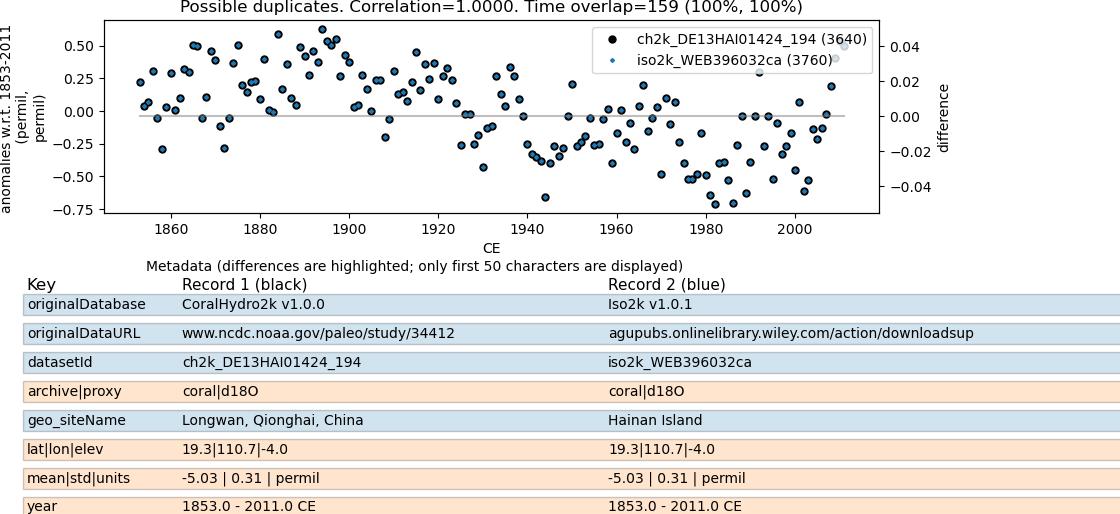 Possible duplicates. Correlation=1.0000. Time overlap=159 (100%, 100%)
anomalies w.r.t. 1853-2011
(permil,
permil)
0.50
0.25
0.00
−0.25
−0.50
−0.75
ch2k_DE13HAI01424_194 (3640)
iso2k_WEB396032ca (3760)
0.04
0.02
0.00
−0.02
−0.04
difference
1860 1880 1900 1920 1940 1960 1980 2000
CE
Metadata (differences are highlighted; only first 50 characters are displayed)
Key Record 1 (black) Record 2 (blue)
originalDatabase CoralHydro2k v1.0.0 Iso2k v1.0.1
originalDataURL www.ncdc.noaa.gov/paleo/study/34412 agupubs.onlinelibrary.wiley.com/action/downloadsup
datasetId ch2k_DE13HAI01424_194 iso2k_WEB396032ca
archive|proxy coral|d18O coral|d18O
geo_siteName Longwan, Qionghai, China Hainan Island
lat|lon|elev 19.3|110.7|-4.0 19.3|110.7|-4.0
mean|std|units -5.03 | 0.31 | permil -5.03 | 0.31 | permil
year 1853.0 - 2011.0 CE 1853.0 - 2011.0 CE